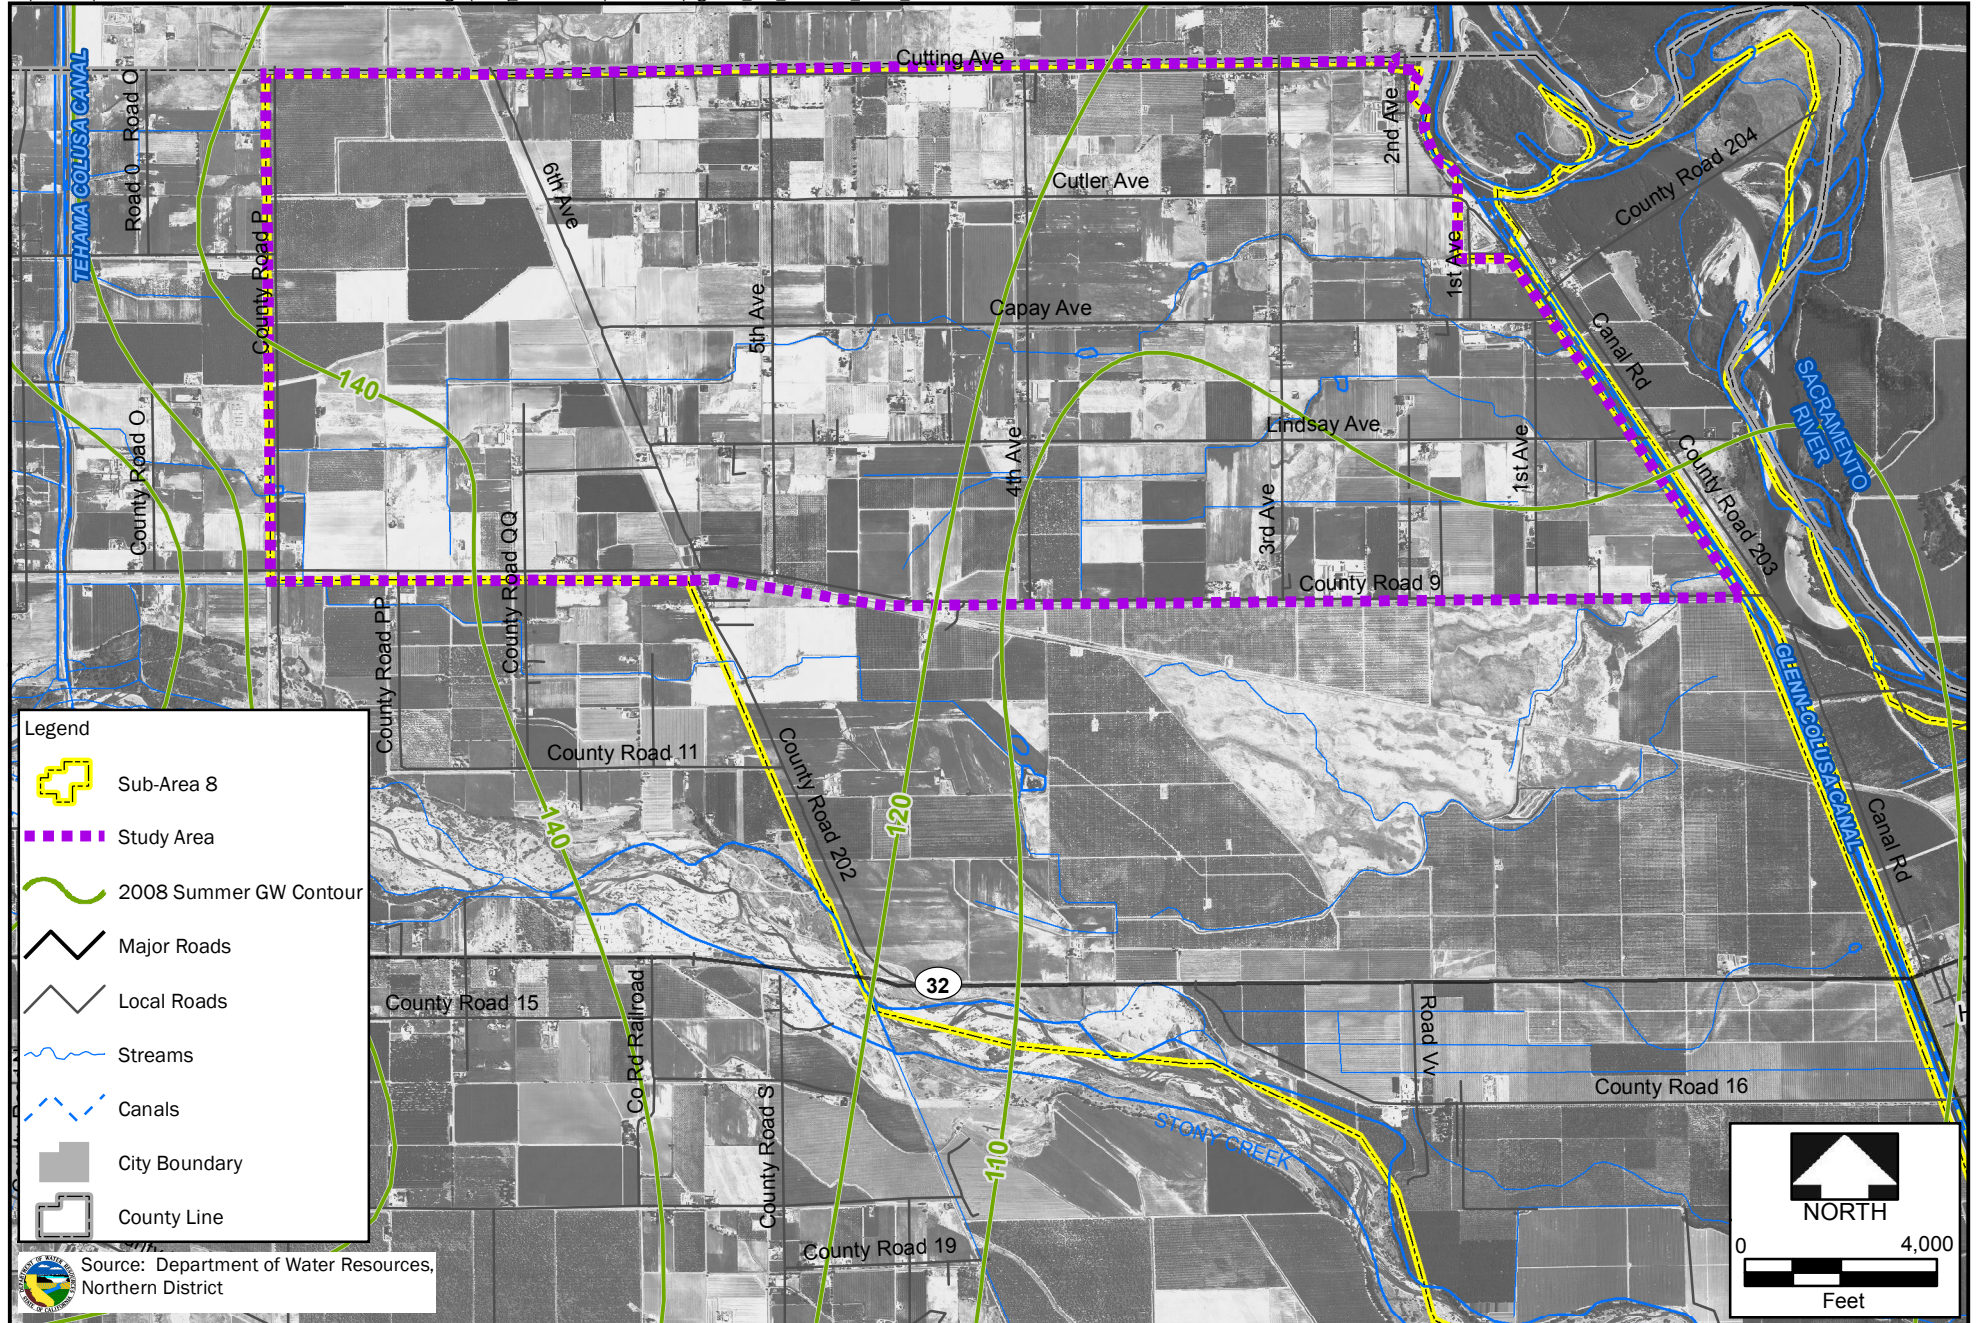 Cutting Ave
TEHAMA COLUSA CANAL
Road O
Road 0
County Road P
6th Ave
2nd Ave
Cutler Ave
County Road 204
1st Ave
Capay Ave
5th Ave
Canal Rd
140
SACRAMENTO
RIVER
County Road O
Lindsay Ave
4th Ave
1st Ave
County Road 203
3rd Ave
County Road QQ
County Road 9
County Road PP
GLENN-COLUSA CANAL
County Road 11
County Road 202
120
140
Canal Rd
32
County Road 15
Co Rd Railroad
Road Vv
County Road 16
County Road S
STONY CREEK
110
County Road 19
Legend
Sub-Area 8
Study Area
2008 Summer GW Contour
Major Roads
Local Roads
Streams
Canals
City Boundary
County Line
Source: Department of Water Resources,
Northern District
NORTH
0 4,000
Feet